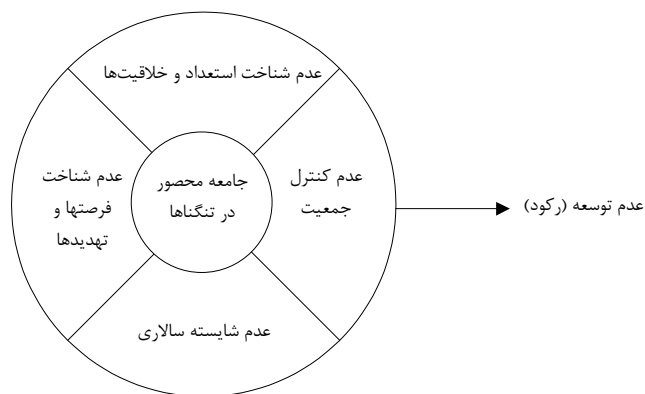 عدم شناخت استعداد و خلاقیت‌ها
عدم کنترل
جمعیت
جامعه محصور
در تنگناها
عدم شناخت
فرصتها و
تهدیدها
عدم توسعه (رکود)
عدم شایسته سالاری